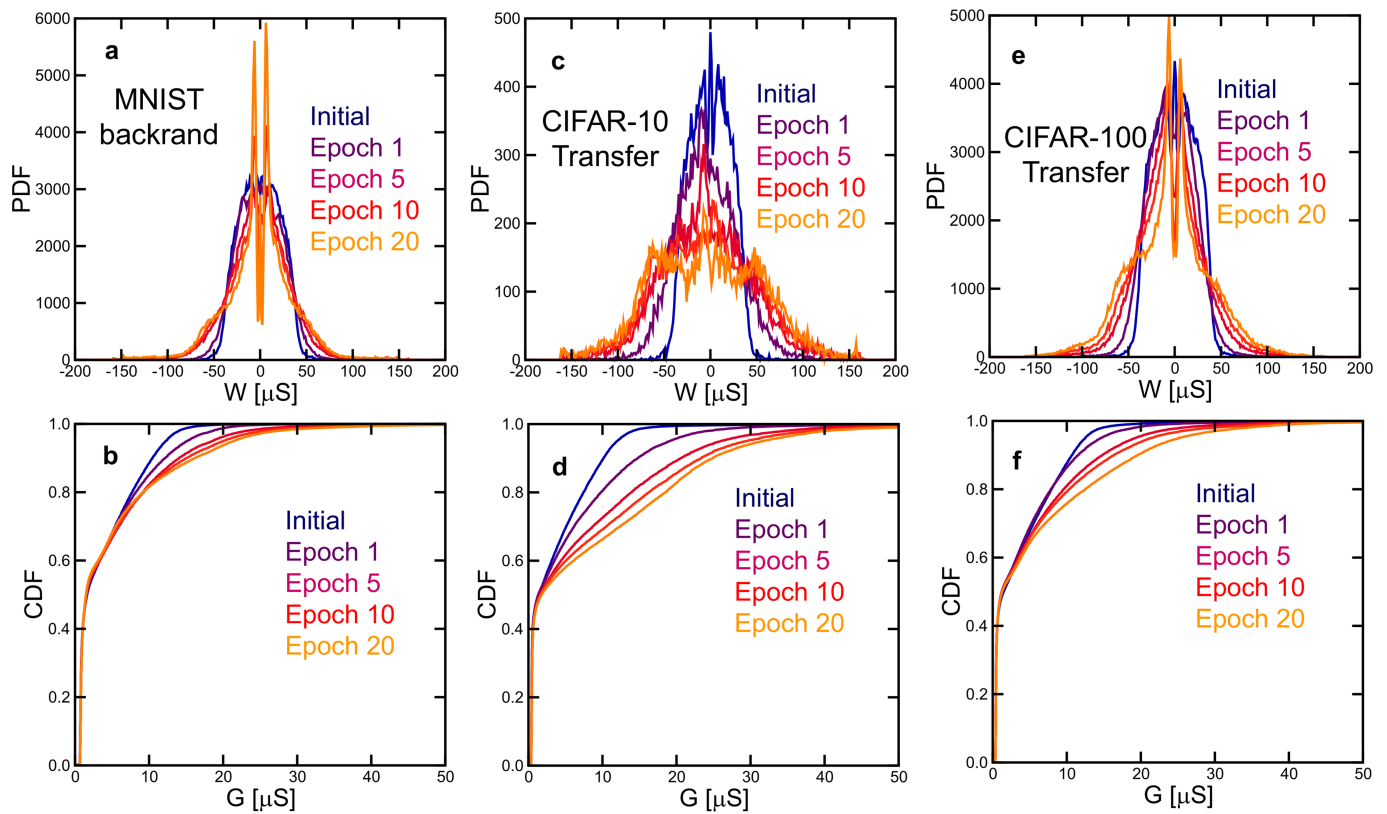 a
MNIST
backrand
Initial
Epoch 1
Epoch 5
Epoch 10
Epoch 20
PDF
6000
5000
4000
3000
2000
1000
0
-200 -150 -100 -50 0 50 100 150 200
W [μS]
c
CIFAR-10
Transfer
Initial
Epoch 1
Epoch 5
Epoch 10
Epoch 20
PDF
500
400
300
200
100
0
-200 -150 -100 -50 0 50 100 150 200
W [μS]
e
CIFAR-100
Transfer
Initial
Epoch 1
Epoch 5
Epoch 10
Epoch 20
PDF
5000
4000
3000
2000
1000
0
-200 -150 -100 -50 0 50 100 150 200
W [μS]
b
Initial
Epoch 1
Epoch 5
Epoch 10
Epoch 20
CDF
1.0
0.8
0.6
0.4
0.2
0.0
0 10 20 30 40 50
G [μS]
d
Initial
Epoch 1
Epoch 5
Epoch 10
Epoch 20
CDF
1.0
0.8
0.6
0.4
0.2
0.0
0 10 20 30 40 50
G [μS]
f
Initial
Epoch 1
Epoch 5
Epoch 10
Epoch 20
CDF
1.0
0.8
0.6
0.4
0.2
0.0
0 10 20 30 40 50
G [μS]